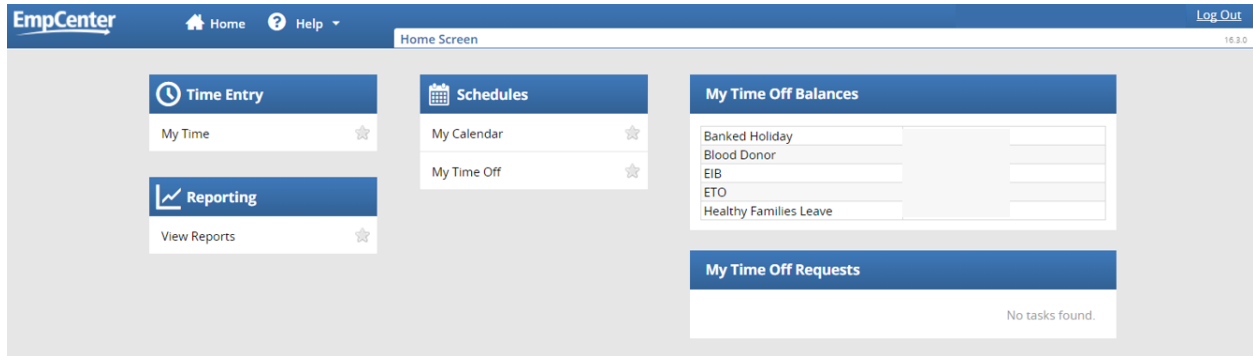 EmpCenter
Home
Help
Log Out
Home Screen
16.3.0
Time Entry
My Time
Reporting
View Reports
Schedules
My Calendar
My Time Off
My Time Off Balances
Banked Holiday
Blood Donor
EIB
ETO
Healthy Families Leave
My Time Off Requests
No tasks found.